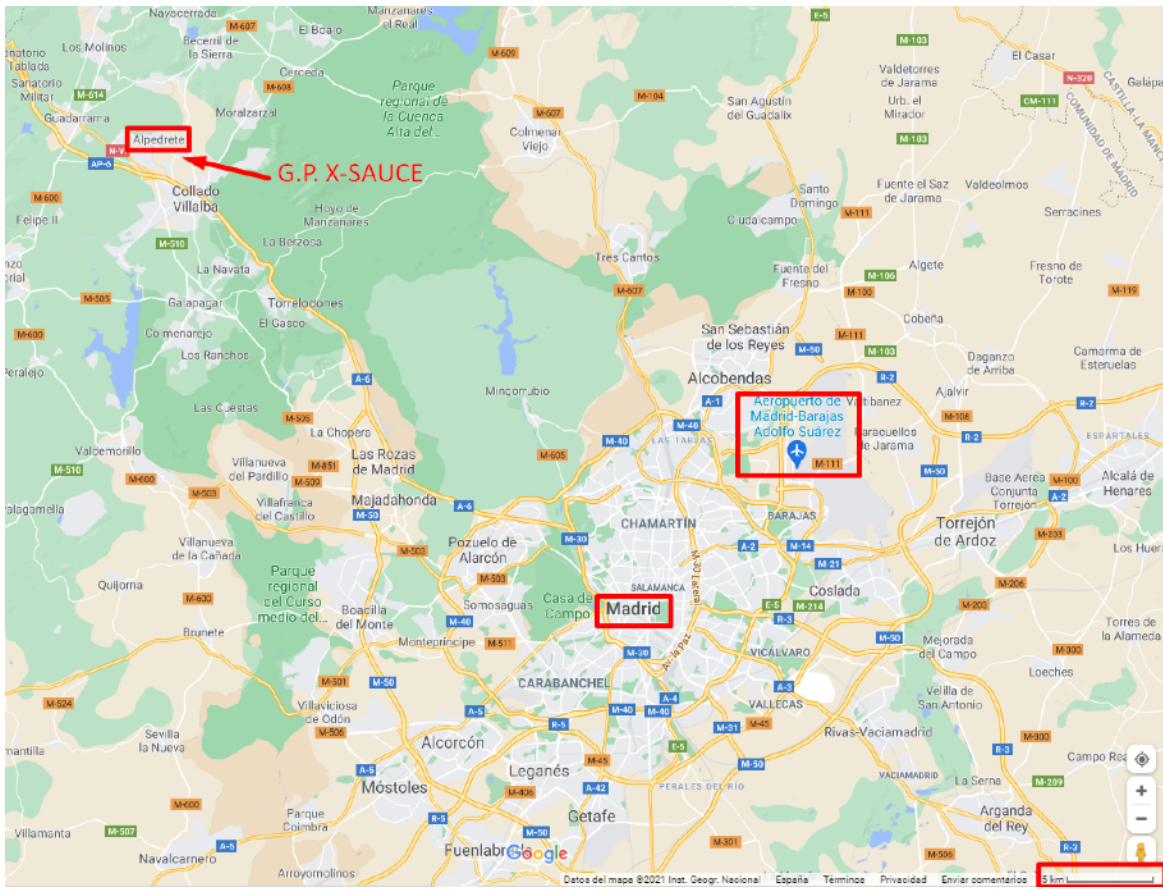 Navacerrada
Manzanares
el Real
E-5
M-607
El Boalo
Becerril de
la Sierra
Los Molinos
M-609
M-103
El Casar
Tablada
Sanatorio
Militar
M-614
Cerceda
M-608
Parque
regional de
la Cuenca
Alta del...
M-104
Valdetorres
de Jarama
Urb. el
Mirador
N-320
CM-111
CASTILLA-LA MANCH
COMUNIDAD DE MADRID
San Agustín
del Guadalix
Guadarrama
Moralzarzal
M-607
Colmenar
Viejo
M-103
Alpedrete
AP-6
G.P. X-SAUCE
Collado
Villalba
M-600
Felipe II
Hoyo de
Manzanares
Santo
Domingo
Fuente el Saz
de Jarama
Valdeolmos
M-111
Serracines
Ciudalcampo
M-510
La Berzosa
Tres Cantos
La Navata
Fuente del
Fresno
M-106
Algete
Fresno de
Torote
M-505
M-607
M-100
M-119
Galapagar
Torrelodones
El Gasco
M-600
Colmenarejo
Los Ranchos
Cobeña
San Sebastián
de los Reyes
M-111
M-50
M-103
Daganzo
de Arriba
Camarma de
Esteruelas
Peralejo
A-6
Mingorrubio
Alcobendas
R-2
Ajalvir
A-1
Aeropuerto de
Madrid-Barajas
Adolfo Suárez
R-2
Las Cuestas
M-505
M-108
La Chopera
M-40
M-40
LAS TABLAS
Paracuellos
de Jarama
R-2
ESPARTALES
Valdemorillo
M-510
M-600
Villanueva
del Pardillo
M-851
M-509
Las Rozas
de Madrid
M-605
M-111
M-50
Base Aerea
Conjunta
Torrejón
M-100
A-2
Alcalá de
Henares
M-503
Villafranca
del Castillo
Majadahonda
M-50
A-6
CHAMARTÍN
BARAJAS
Torrejón
de Ardoz
M-203
Villanueva
de la Cañada
M-503
Pozuelo de
Alarcón
M-30
M-30 Lateral
A-2
M-14
M-21
Los Huer
Quijorna
Parque
regional
del Curso
medio del...
M-503
SALAMANCA
Coslada
M-206
M-600
Boadilla
del Monte
Somosaguas
Casa de
Campo
Madrid
E-5
M-214
M-203
R-3
M-40
Brunete
Monteprincipe
M-511
M-30
Av. la Paz
VICÁLVARO
M-50
Mejorada
del Campo
Torres de
la Alameda
M-300
Loeches
M-501
M-50
CARABANCHEL
A-3
VALLECAS
Velilla de
San Antonio
M-524
Villaviciosa
de Odón
M-506
A-5
R-5
M-40
M-40
A-4
M-31
M-45
Sevilla
la Nueva
Alcorcón
E-5
Rivas-Vaciamadrid
R-3
M-300
A-5
Móstoles
Leganés
M-45
M-50
VACIAMADRID
La Serna
M-209
M-406
A-42
PERALES DEL RÍO
M-600
Parque
Coimbra
R-5
Getafe
Arganda
del Rey
Villamanta
M-507
A-5
M-50
M-301
Navalcarnero
Google
M-506
R-3
Arroyomolinos
Datos del mapa ©2021 Inst. Geogr. Nacional España Términos Privacidad Enviar comentarios 5 km